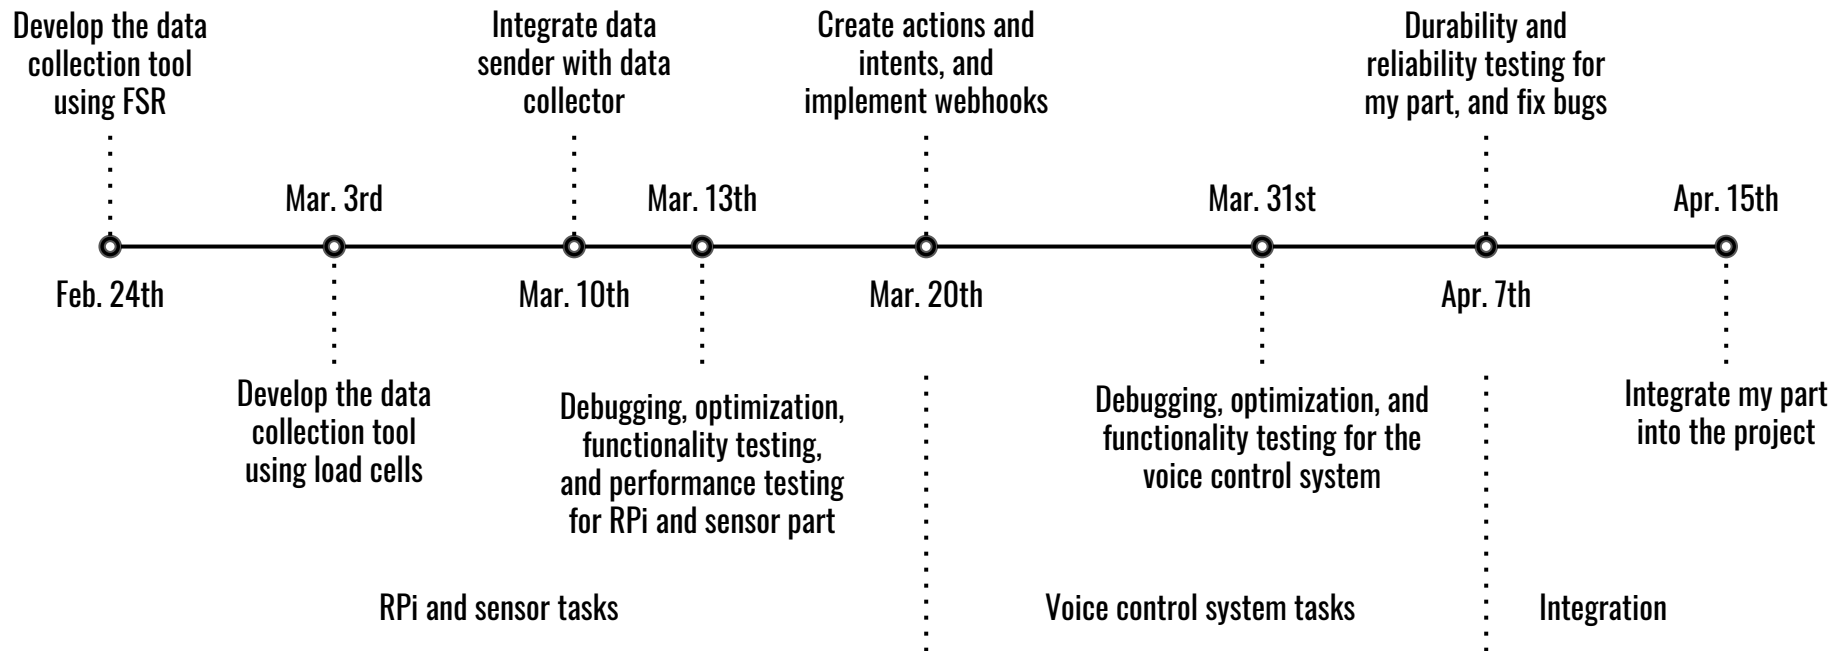 Develop the data
collection tool
using FSR
Integrate data
sender with data
collector
Create actions and
intents, and
implement webhooks
Durability and
reliability testing for
my part, and fix bugs
Mar. 3rd
Mar. 13th
Mar. 31st
Apr. 15th
Feb. 24th
Mar. 10th
Mar. 20th
Apr. 7th
Develop the data
collection tool
using load cells
Debugging, optimization,
functionality testing,
and performance testing
for RPi and sensor part
Debugging, optimization, and
functionality testing for the
voice control system
Integrate my part
into the project
RPi and sensor tasks
Voice control system tasks
Integration